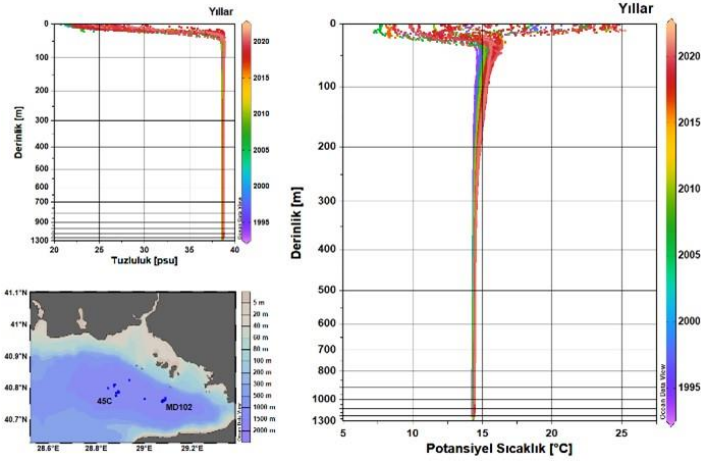 Yıllar
0
100
200
300
400
500
600
700
900
1300
Derinlik [m]
20
25
30
35
40
Tuzluluk [psu]
2020
2015
2010
2005
2000
1995
Ocean Data View
41.1°N
41°N
40.9°N
40.8°N
40.7°N
28.6°E
28.8°E
29°E
29.2°E
45C
MD102
5 m
20 m
40 m
60 m
80 m
100 m
200 m
300 m
500 m
1000 m
2000 m
Yıllar
0
100
200
300
400
500
600
700
800
1000
1300
Derinlik [m]
5
10
15
20
25
Potansiyel Sıcaklık [°C]
2020
2015
2010
2005
2000
1995
Ocean Data View